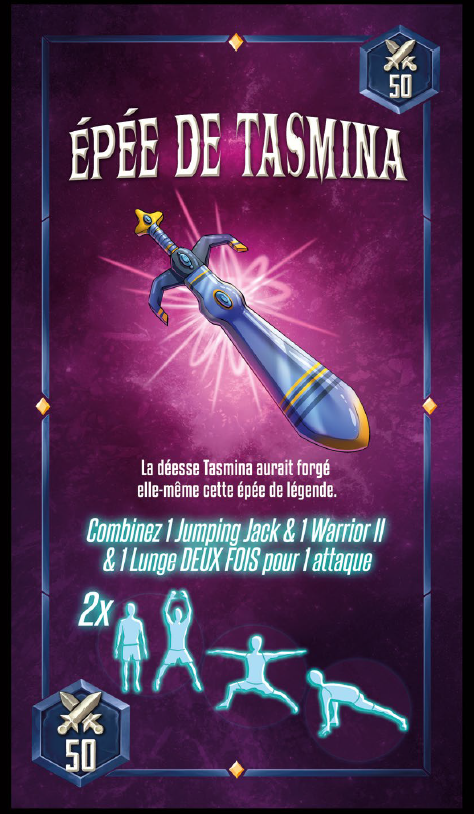 50
ÉPÉE DE TASMINA
La déesse Tasmina aurait forgé
elle-même cette épée de légende.
Combinez 1 Jumping Jack & 1 Warrior II
& 1 Lunge DEUX FOIS pour 1 attaque
2x
50